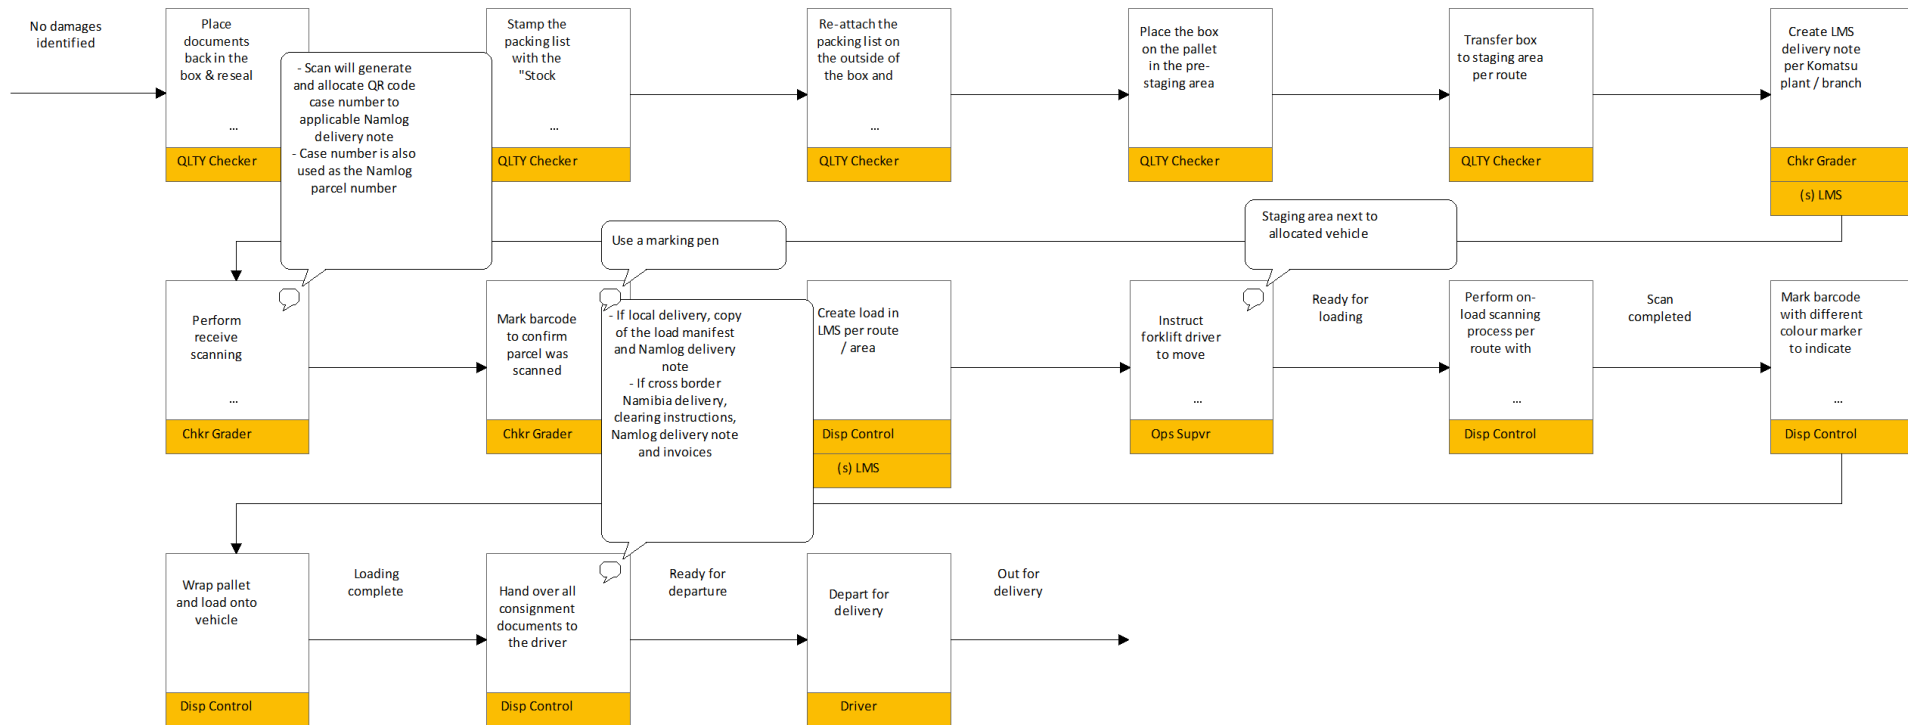 No damages
identified
Place
documents
back in the
box & reseal
...
QLTY Checker
- Scan will generate
and allocate QR code
case number to
applicable Namlog
delivery note
- Case number is also
used as the Namlog
parcel number
Stamp the
packing list
with the
"Stock
...
QLTY Checker
Re-attach the
packing list on
the outside of
the box and
...
QLTY Checker
Place the box
on the pallet
in the pre-
staging area
QLTY Checker
Transfer box
to staging area
per route
QLTY Checker
Create LMS
delivery note
per Komatsu
plant / branch
Chkr Grader
(s) LMS
Perform
receive
scanning
...
Chkr Grader
Use a marking pen
Mark barcode
to confirm
parcel was
scanned
Chkr Grader
- If local delivery, copy
of the load manifest
and Namlog delivery
note
- If cross border
Namibia delivery,
clearing instructions,
Namlog delivery note
and invoices
Create load in
LMS per route
/ area
Disp Control
(s) LMS
Staging area next to
allocated vehicle
Instruct
forklift driver
to move
...
Ops Supvr
Ready for
loading
Perform on-
load scanning
process per
route with
...
Disp Control
Scan
completed
Mark barcode
with different
colour marker
to indicate
...
Disp Control
Wrap pallet
and load onto
vehicle
Disp Control
Loading
complete
Hand over all
consignment
documents to
the driver
Disp Control
Ready for
departure
Depart for
delivery
Driver
Out for
delivery